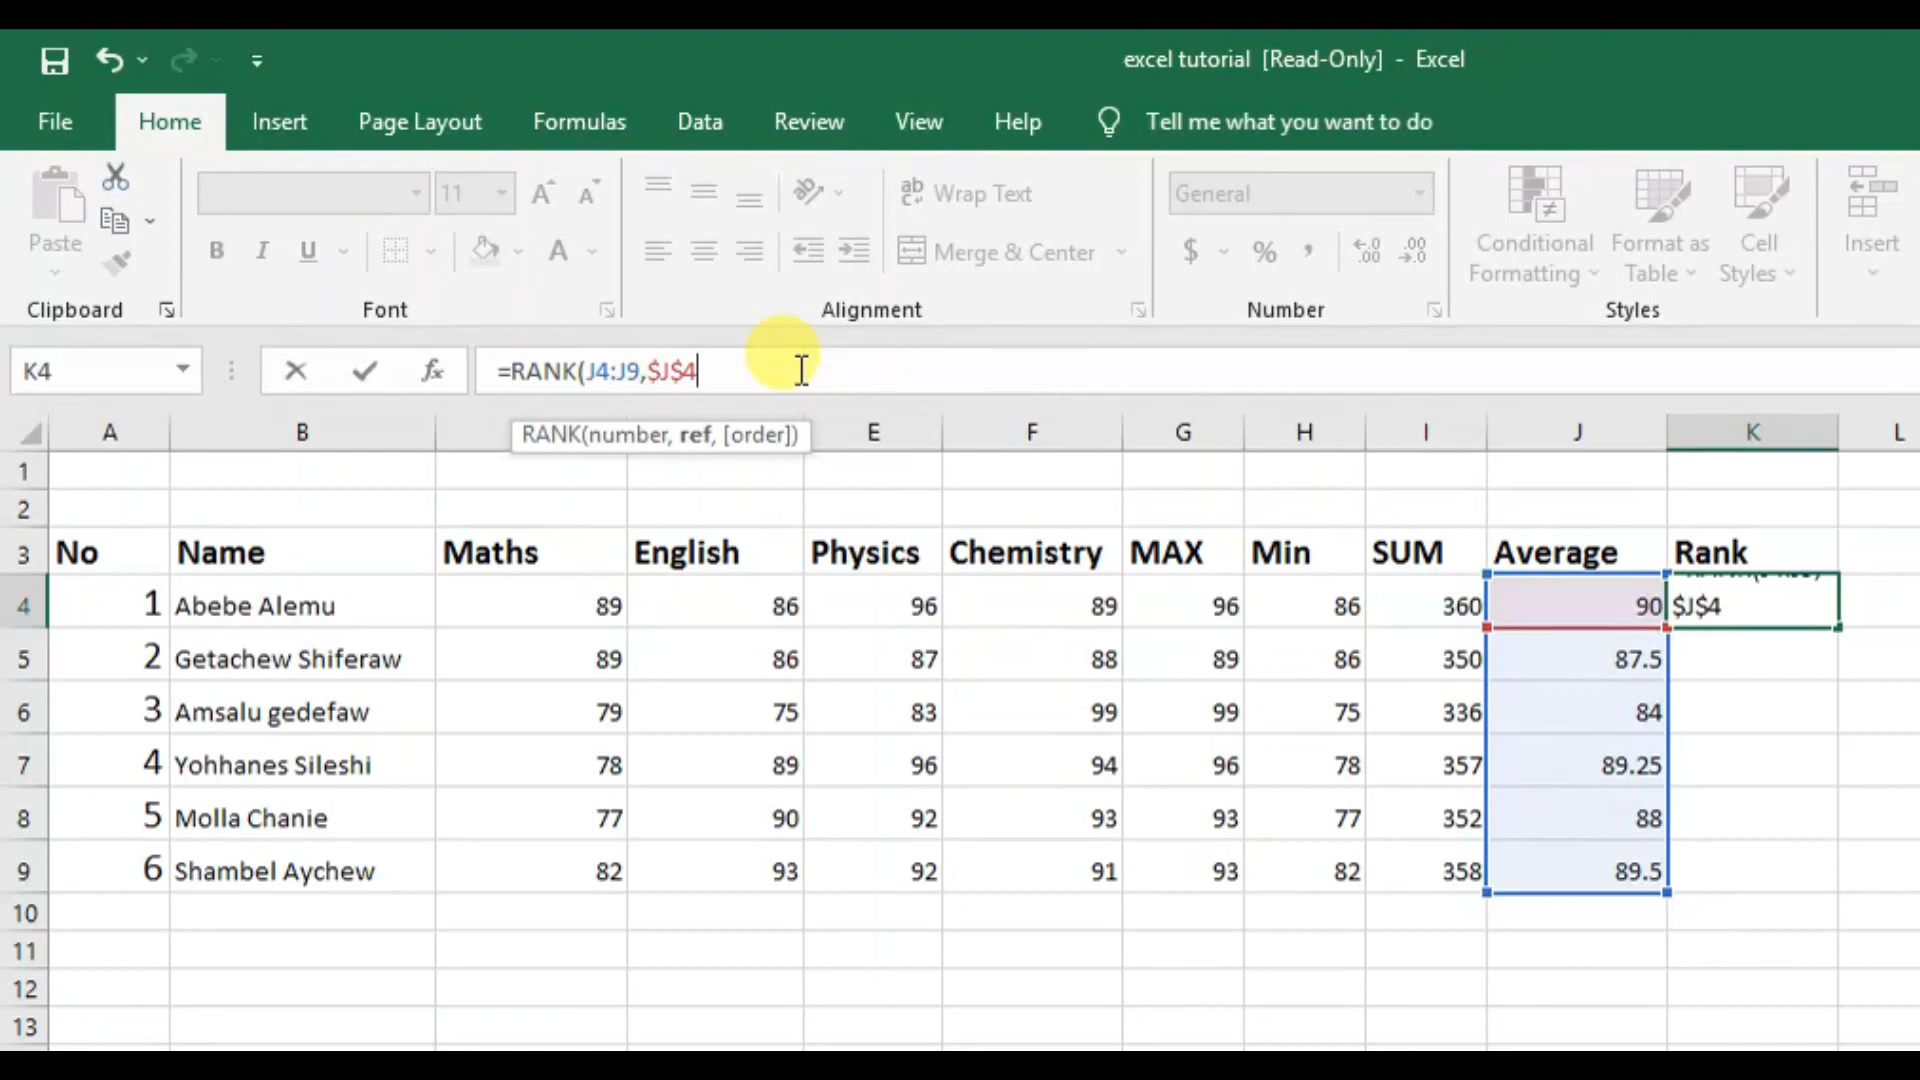 excel tutorial [Read-Only] - Excel
File Home Insert Page Layout Formulas Data Review View Help Tell me what you want to do
Paste 11 Wrap Text General Conditional Formatting Format as Table Cell Styles Insert
B I U A Merge & Center $ %
Clipboard Font Alignment Number Styles
K4 fx =RANK(J4:J9,$J$4
RANK(number, ref, [order])
A B E F G H I J K L
1
2
3 No Name Maths English Physics Chemistry MAX Min SUM Average Rank
4 1 Abebe Alemu 89 86 96 89 96 86 360 90 $J$4
5 2 Getachew Shiferaw 89 86 87 88 89 86 350 87.5
6 3 Amsalu gedefaw 79 75 83 99 99 75 336 84
7 4 Yohhanes Sileshi 78 89 96 94 96 78 357 89.25
8 5 Molla Chanie 77 90 92 93 93 77 352 88
9 6 Shambel Aychew 82 93 92 91 93 82 358 89.5
10
11
12
13